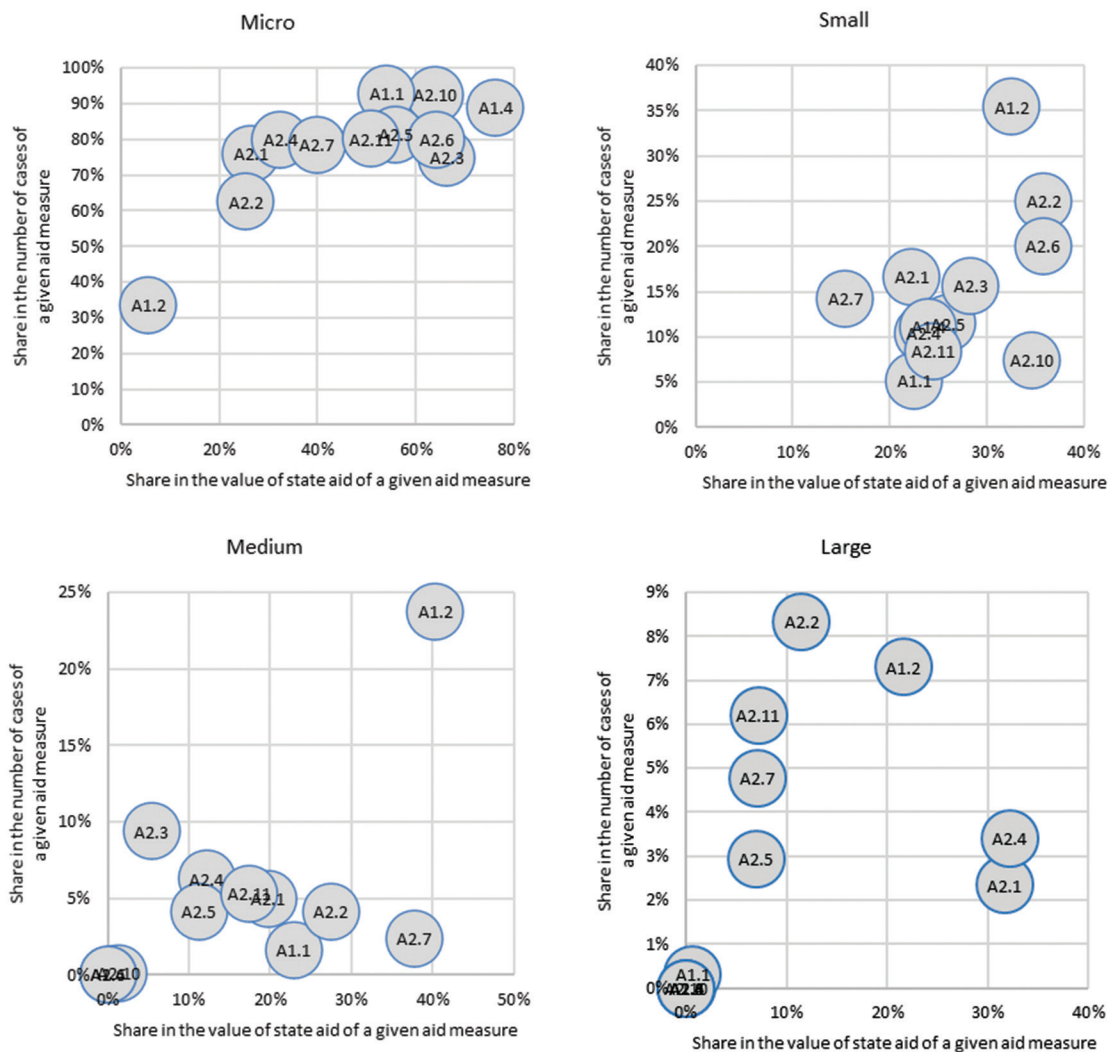 Micro
Share in the number of cases of
a given aid measure
100%
90%
80%
70%
60%
50%
40%
30%
20%
10%
0%
A1.1
A2.10
A1.4
A2.4
A2.7
A2.11
A2.5
A2.6
A2.1
A2.3
A2.2
A1.2
0%
20%
40%
60%
80%
Share in the value of state aid of a given aid measure
Small
Share in the number of cases of
a given aid measure
40%
35%
30%
25%
20%
15%
10%
5%
0%
A1.2
A2.2
A2.6
A2.1
A2.3
A2.7
A1.4
A2.5
A2.4
A2.11
A2.10
A1.1
0%
10%
20%
30%
40%
Share in the value of state aid of a given aid measure
Medium
Share in the number of cases of
a given aid measure
25%
20%
15%
10%
5%
0%
A1.2
A2.3
A2.4
A2.11
A2.1
A2.5
A2.2
A1.1
A2.7
A2.10
0%
10%
20%
30%
40%
50%
Share in the value of state aid of a given aid measure
Large
Share in the number of cases of
a given aid measure
9%
8%
7%
6%
5%
4%
3%
2%
1%
0%
A2.2
A1.2
A2.11
A2.7
A2.4
A2.5
A2.1
A1.1
0%
10%
20%
30%
40%
Share in the value of state aid of a given aid measure